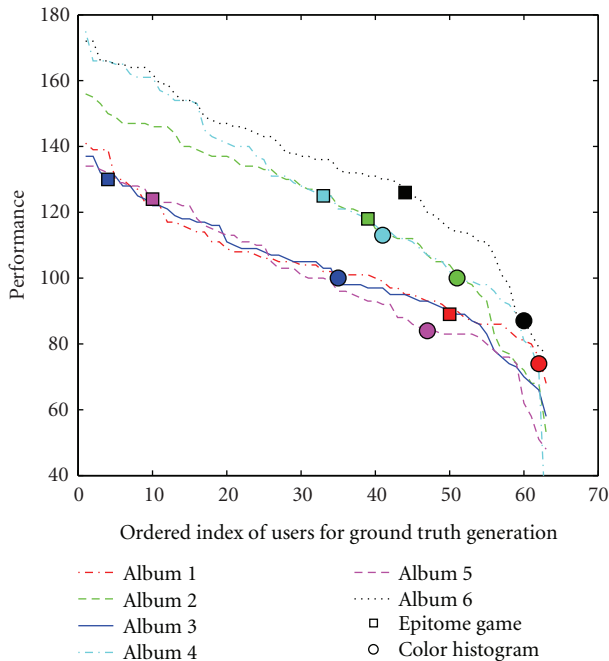 180
160
140
120
100
80
60
40
Performance
0
10
20
30
40
50
60
70
Ordered index of users for ground truth generation
Album 1
Album 2
Album 3
Album 4
Album 5
Album 6
Epitome game
Color histogram